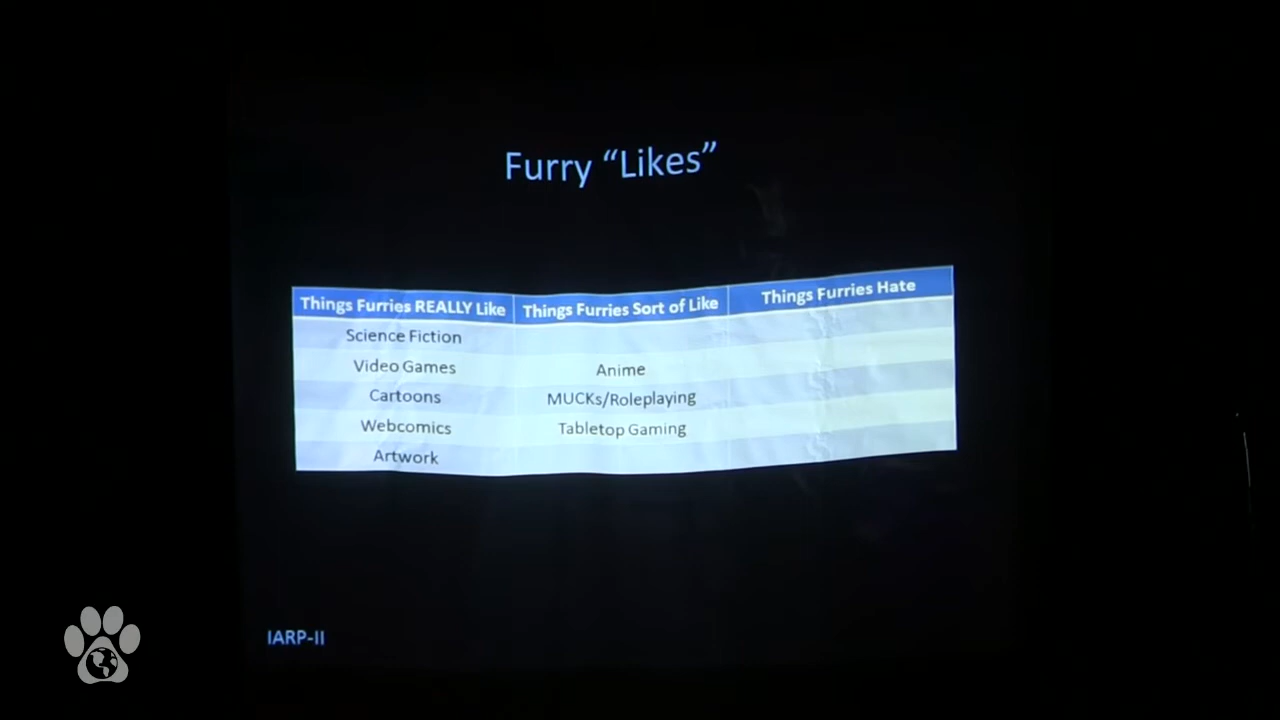 Furry “Likes”
Things Furries REALLY Like Things Furries Sort of Like Things Furries Hate
Science Fiction
Video Games Anime
Cartoons MUCKs/Roleplaying
Webcomics Tabletop Gaming
Artwork
IARP-II